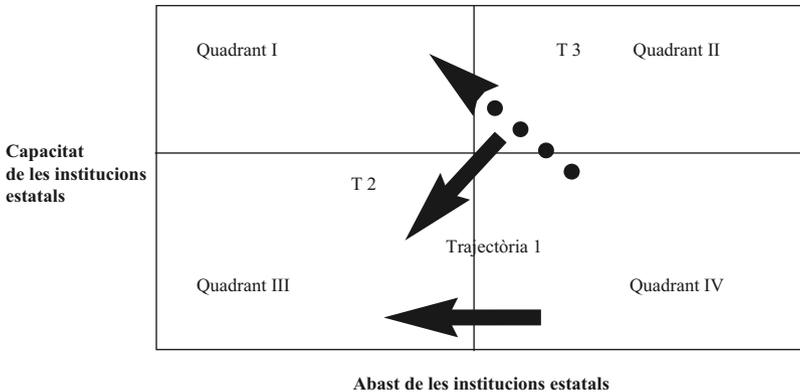 Quadrant I
T 3
Quadrant II
Capacitat
de les institucions
estatals
T 2
Trajectòria 1
Quadrant III
Quadrant IV
Abast de les institucions estatals